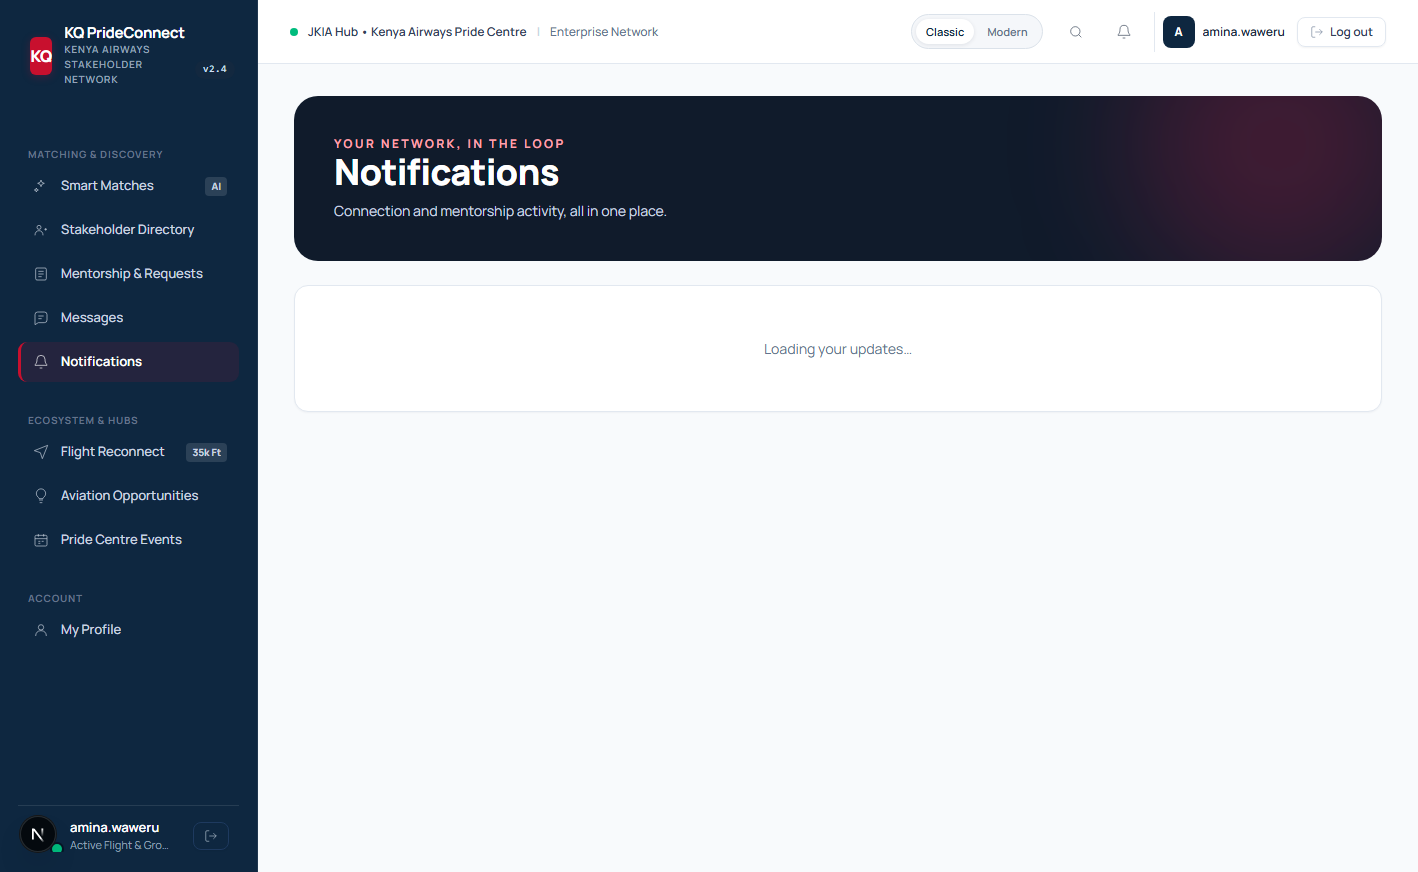 KQ
KQ PrideConnect
KENYA AIRWAYS
STAKEHOLDER
NETWORK
v2.4
MATCHING & DISCOVERY
Smart Matches
AI
Stakeholder Directory
Mentorship & Requests
Messages
Notifications
ECOSYSTEM & HUBS
Flight Reconnect
35k Ft
Aviation Opportunities
Pride Centre Events
ACCOUNT
My Profile
N
amina.waweru
Active Flight & Gro...
JKIA Hub • Kenya Airways Pride Centre | Enterprise Network
Classic
Modern
A
amina.waweru
Log out
YOUR NETWORK, IN THE LOOP
Notifications
Connection and mentorship activity, all in one place.
Loading your updates...